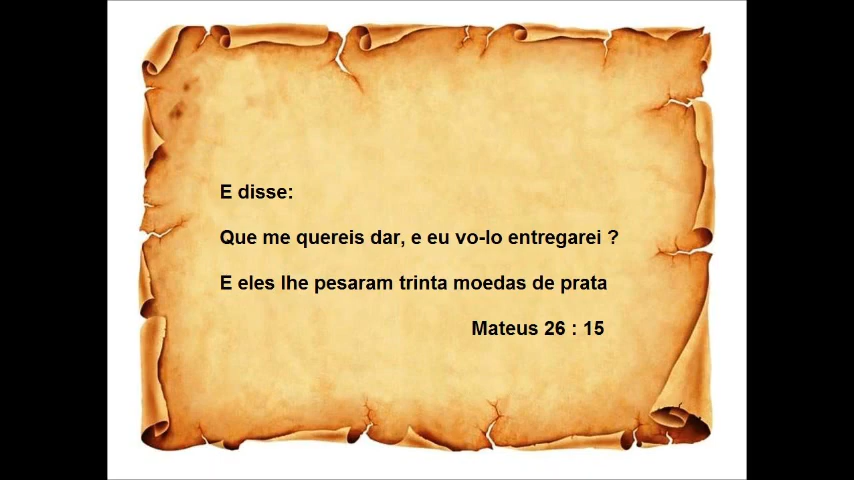 E disse:
Que me quereis dar, e eu vo-lo entregarei ?
E eles lhe pesaram trinta moedas de prata
Mateus 26 : 15